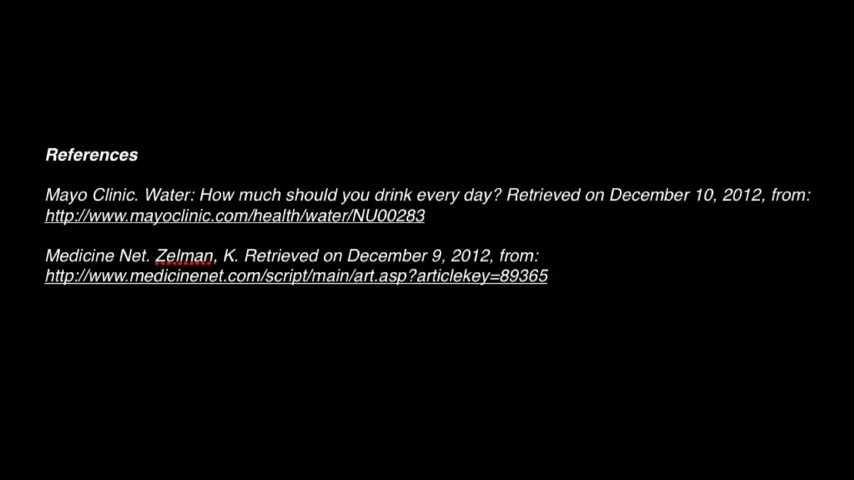 References
Mayo Clinic. Water: How much should you drink every day? Retrieved on December 10, 2012, from:
http://www.mayoclinic.com/health/water/NU00283
Medicine Net. Zelman, K. Retrieved on December 9, 2012, from:
http://www.medicinenet.com/script/main/art.asp?articlekey=89365